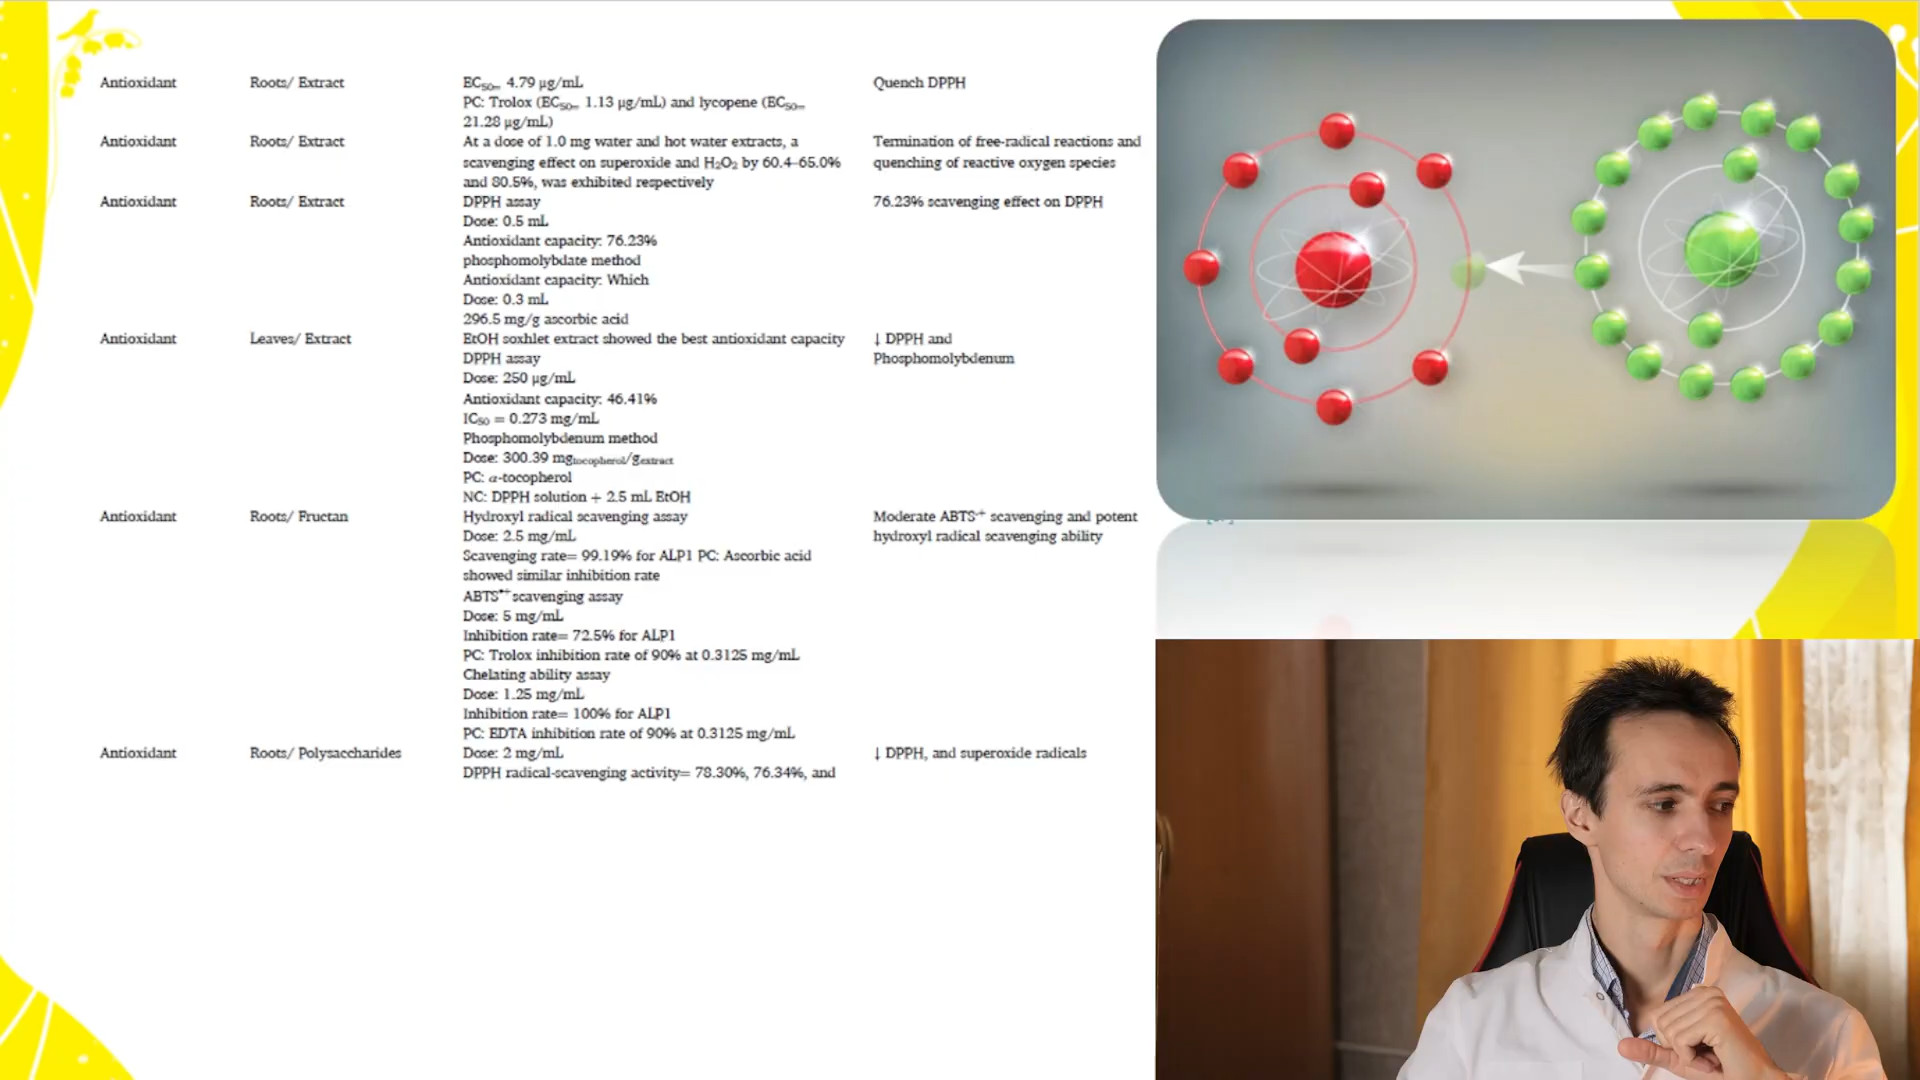 Antioxidant Roots/ Extract EC50= 4.79 μg/mL Quench DPPH
PC: Trolox (EC50= 1.13 μg/mL) and lycopene (EC50=
21.28 μg/mL)
Antioxidant Roots/ Extract At a dose of 1.0 mg water and hot water extracts, a Termination of free-radical reactions and
scavenging effect on superoxide and H2O2 by 60.4–65.0% quenching of reactive oxygen species
and 80.5%, was exhibited respectively
Antioxidant Roots/ Extract DPPH assay 76.23% scavenging effect on DPPH
Dose: 0.5 mL
Antioxidant capacity: 76.23%
phosphomolybdate method
Antioxidant capacity: Which
Dose: 0.3 mL
296.5 mg/g ascorbic acid
Antioxidant Leaves/ Extract EtOH soxhlet extract showed the best antioxidant capacity ↓ DPPH and
DPPH assay Phosphomolybdenum
Dose: 250 μg/mL
Antioxidant capacity: 46.41%
IC50 = 0.273 mg/mL
Phosphomolybdenum method
Dose: 300.39 mgtocopherol/gextract
PC: α-tocopherol
NC: DPPH solution + 2.5 mL EtOH
Antioxidant Roots/ Fructan Hydroxyl radical scavenging assay Moderate ABTS·+ scavenging and potent
Dose: 2.5 mg/mL hydroxyl radical scavenging ability
Scavenging rate= 99.19% for ALP1 PC: Ascorbic acid
showed similar inhibition rate
ABTS•+ scavenging assay
Dose: 5 mg/mL
Inhibition rate= 72.5% for ALP1
PC: Trolox inhibition rate of 90% at 0.3125 mg/mL
Chelating ability assay
Dose: 1.25 mg/mL
Inhibition rate= 100% for ALP1
PC: EDTA inhibition rate of 90% at 0.3125 mg/mL
Antioxidant Roots/ Polysaccharides Dose: 2 mg/mL ↓ DPPH, and superoxide radicals
DPPH radical-scavenging activity= 78.30%, 76.34%, and